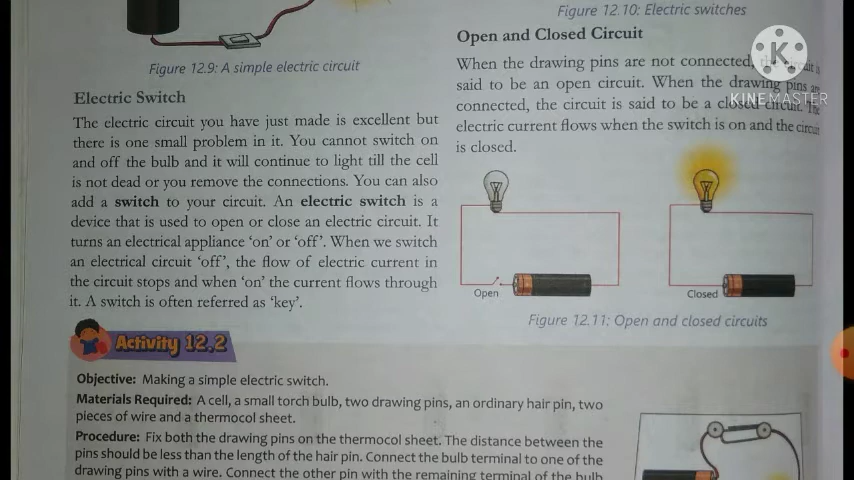 Figure 12.9: A simple electric circuit
Electric Switch
The electric circuit you have just made is excellent but
there is one small problem in it. You cannot switch on
and off the bulb and it will continue to light till the cell
is not dead or you remove the connections. You can also
add a switch to your circuit. An electric switch is a
device that is used to open or close an electric circuit. It
turns an electrical appliance ‘on’ or ‘off’. When we switch
an electrical circuit ‘off’, the flow of electric current in
the circuit stops and when ‘on’ the current flows through
it. A switch is often referred as ‘key’.
Figure 12.10: Electric switches
Open and Closed Circuit
When the drawing pins are not connected, the circuit is
said to be an open circuit. When the drawing pins are
connected, the circuit is said to be a closed circuit. The
electric current flows when the switch is on and the circuit
is closed.
Open
Closed
Figure 12.11: Open and closed circuits
KINEMASTER
Activity 12.2
Objective: Making a simple electric switch.
Materials Required: A cell, a small torch bulb, two drawing pins, an ordinary hair pin, two
pieces of wire and a thermocol sheet.
Procedure: Fix both the drawing pins on the thermocol sheet. The distance between the
pins should be less than the length of the hair pin. Connect the bulb terminal to one of the
drawing pins with a wire. Connect the other pin with the remaining terminal of the bulb